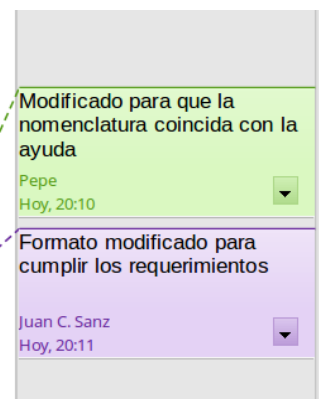 Modificado para que la
nomenclatura coincida con la
ayuda
Pepe
Hoy, 20:10
Formato modificado para
cumplir los requerimientos
Juan C. Sanz
Hoy, 20:11